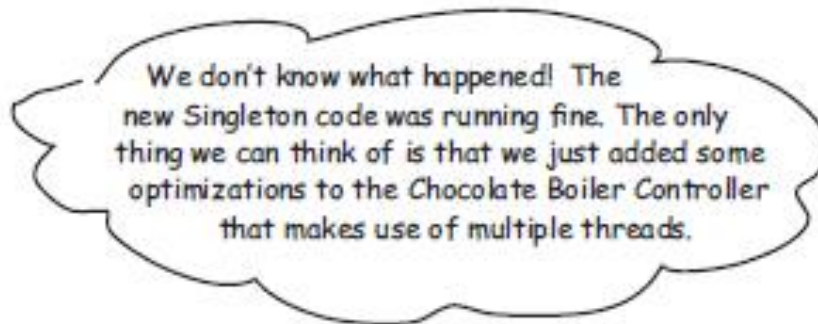 We don't know what happened! The
new Singleton code was running fine. The only
thing we can think of is that we just added some
optimizations to the Chocolate Boiler Controller
that makes use of multiple threads.